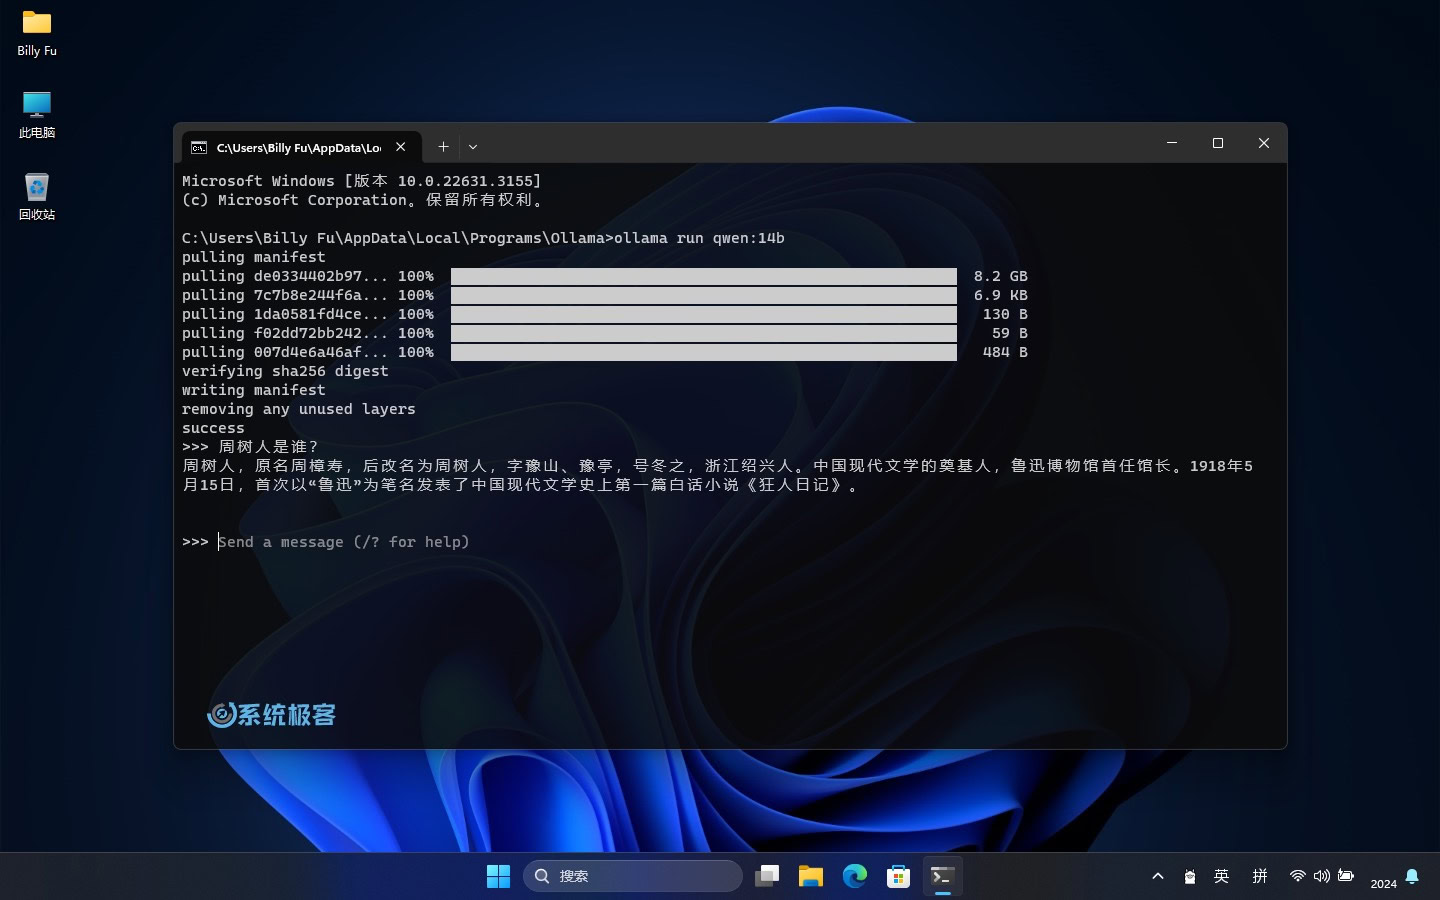 Billy Fu
此电脑
回收站
C:\Users\Billy Fu\AppData\Lo
Microsoft Windows [版本 10.0.22631.3155]
(c) Microsoft Corporation。保留所有权利。
C:\Users\Billy Fu\AppData\Local\Programs\Ollama>ollama run qwen:14b
pulling manifest
pulling de0334402b97... 100% 8.2 GB
pulling 7c7b8e244f6a... 100% 6.9 KB
pulling 1da0581fd4ce... 100% 130 B
pulling f02dd72bb242... 100% 59 B
pulling 007d4e6a46af... 100% 484 B
verifying sha256 digest
writing manifest
removing any unused layers
success
>>> 周树人是谁？
周树人，原名周樟寿，后改名为周树人，字豫山、豫亭，号冬之，浙江绍兴人。中国现代文学的奠基人，鲁迅博物馆首任馆长。1918年5
月15日，首次以“鲁迅”为笔名发表了中国现代文学史上第一篇白话小说《狂人日记》。
>>> Send a message (/? for help)
系统极客
搜索
英 拼 2024